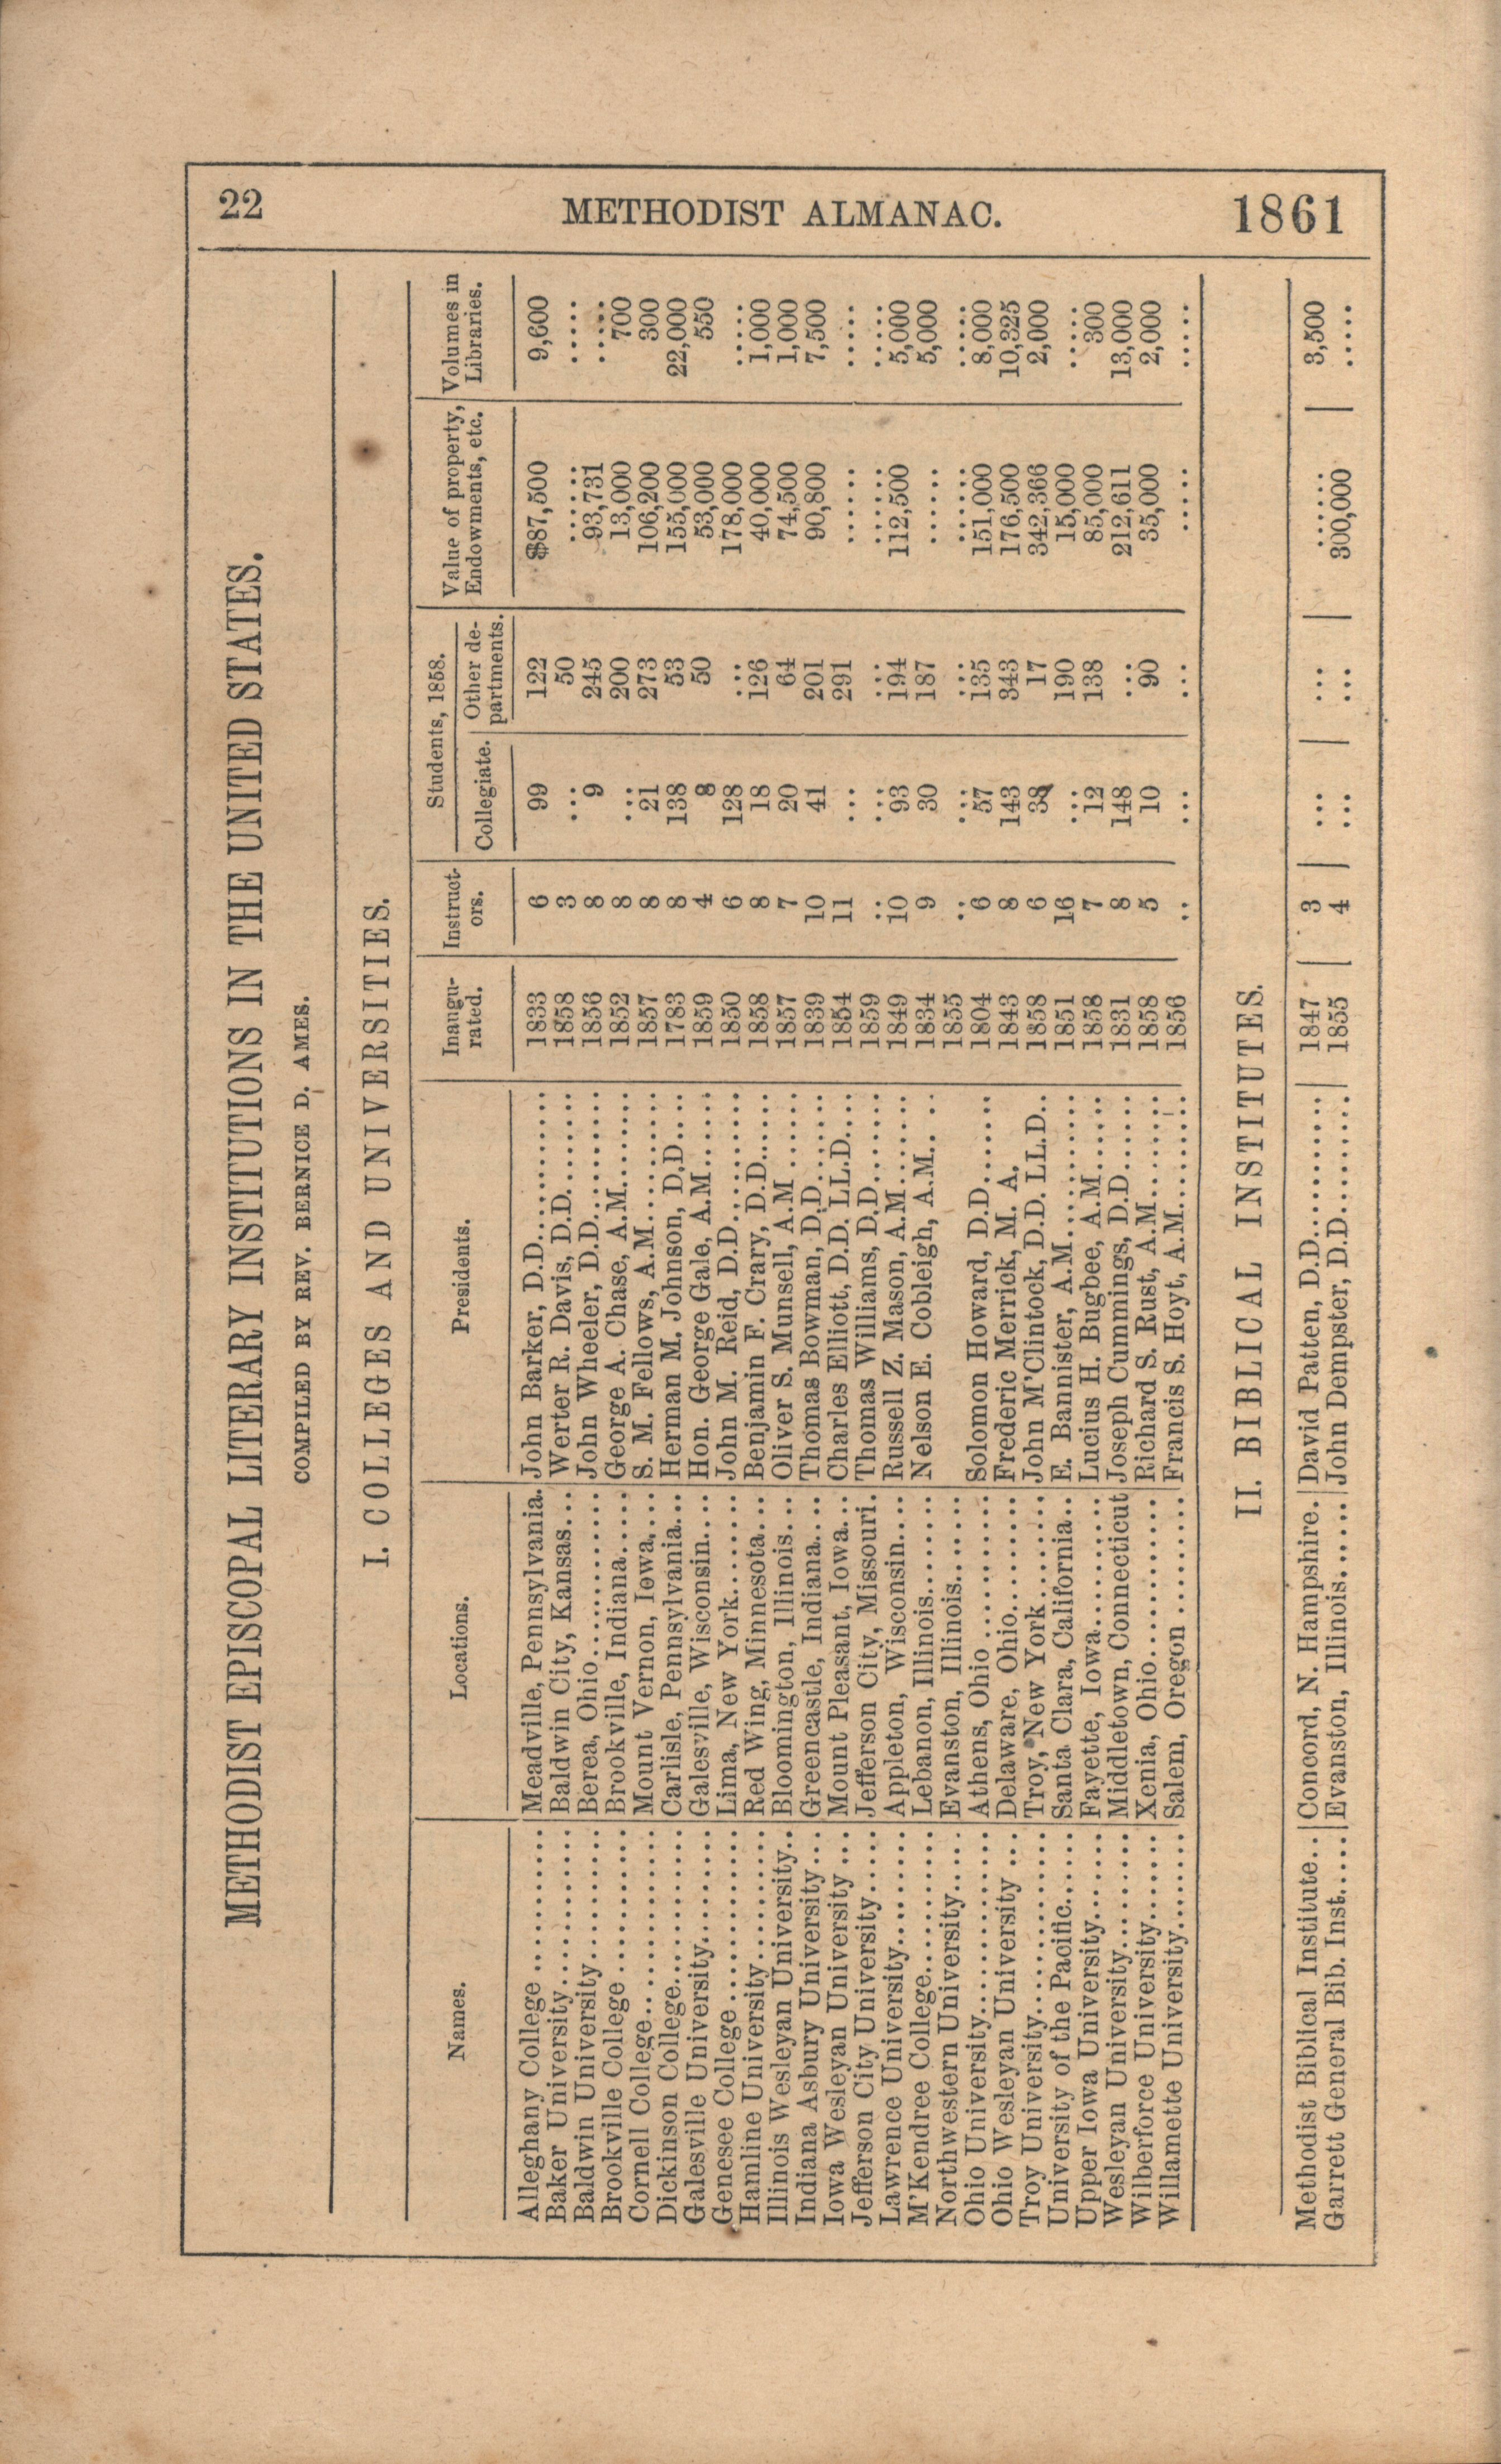 22 METHODIST ALMANAC. 1861
METHODIST EPISCOPAL LITERARY INSTITUTIONS IN THE UNITED STATES.
COMPILED BY REV. BERNICE D. AMES.
I. COLLEGES AND UNIVERSITIES.
Names. Locations. Presidents. Inaugu-rated. Instruct-ors. Students, 1858. Collegiate. Other de-partments. Value of property, Endowments, etc. Volumes in Libraries.
Alleghany College .......... Meadville, Pennsylvania. John Barker, D.D.......... 1833 6 99 122 $87,500 9,600
Baker University.......... Baldwin City, Kansas... Werter R. Davis, D.D........ 1858 3 ... 50 ...... .....
Baldwin University......... Berea, Ohio............ John Wheeler, D.D......... 1856 8 9 245 93,731 .....
Brookville College ......... Brookville, Indiana..... George A. Chase, A.M....... 1852 8 ... 200 13,000 700
Cornell College........... Mount Vernon, Iowa.... S. M. Fellows, A.M......... 1857 8 21 273 106,200 300
Dickinson College.......... Carlisle, Pennsylvania... Herman M. Johnson, D.D.... 1783 8 138 53 155,000 22,000
Galesville University........ Galesville, Wisconsin.... Hon. George Gale, A.M...... 1859 4 8 50 53,000 550
Genesee College .......... Lima, New York....... John M. Reid, D.D......... 1850 6 128 ... 178,000 .....
Hamline University......... Red Wing, Minnesota... Benjamin F. Crary, D.D...... 1858 8 18 126 40,000 1,000
Illinois Wesleyan University.. Bloomington, Illinois... Oliver S. Munsell, A.M ...... 1857 7 20 64 74,500 1,000
Indiana Asbury University ... Greencastle, Indiana.... Thomas Bowman, D.D....... 1839 10 41 201 90,800 7,500
Iowa Wesleyan University ... Mount Pleasant, Iowa... Charles Elliott, D.D. LL.D.... 1854 11 ... 291 ...... .....
Jefferson City University..... Jefferson City, Missouri. Thomas Williams, D.D....... 1859 .. ... ... ...... .....
Lawrence University........ Appleton, Wisconsin.... Russell Z. Mason, A.M....... 1849 10 93 194 112,500 5,000
M'Kendree College......... Lebanon, Illinois....... Nelson E. Cobleigh, A.M. .. 1834 9 30 187 ...... 5,000
Northwestern University..... Evanston, Illinois...... 1855 .. ... ... ...... .....
Ohio University........... Athens, Ohio .......... Solomon Howard, D.D....... 1804 6 57 135 151,000 8,000
Ohio Wesleyan University ... Delaware, Ohio........ Frederic Merrick, M. A. 1843 8 143 343 176,500 10,325
Troy University........... Troy, New York........ John M'Clintock, D.D. LL.D.. 1858 6 38 17 342,366 2,000
University of the Pacific...... Santa Clara, California.. E. Bannister, A.M.......... 1851 16 ... 190 15,000 .....
Upper Iowa University....... Fayette, Iowa......... Lucius H. Bugbee, A.M...... 1858 7 12 138 85,000 300
Wesleyan University........ Middletown, Connecticut Joseph Cummings, D.D...... 1831 8 148 ... 212,611 13,000
Wilberforce University....... Xenia, Ohio........... Richard S. Rust, A.M........ 1858 5 10 90 35,000 2,000
Willamette University........ Salem, Oregon ........ Francis S. Hoyt, A.M........ 1856 .. ... ... ..... .....
II. BIBLICAL INSTITUTES.
Methodist Biblical Institute... Concord, N. Hampshire. David Patten, D.D.......... 1847 3 ... ... ...... 3,500
Garrett General Bib. Inst..... Evanston, Illinois...... John Dempster, D.D......... 1855 4 ... ... 300,000 .....